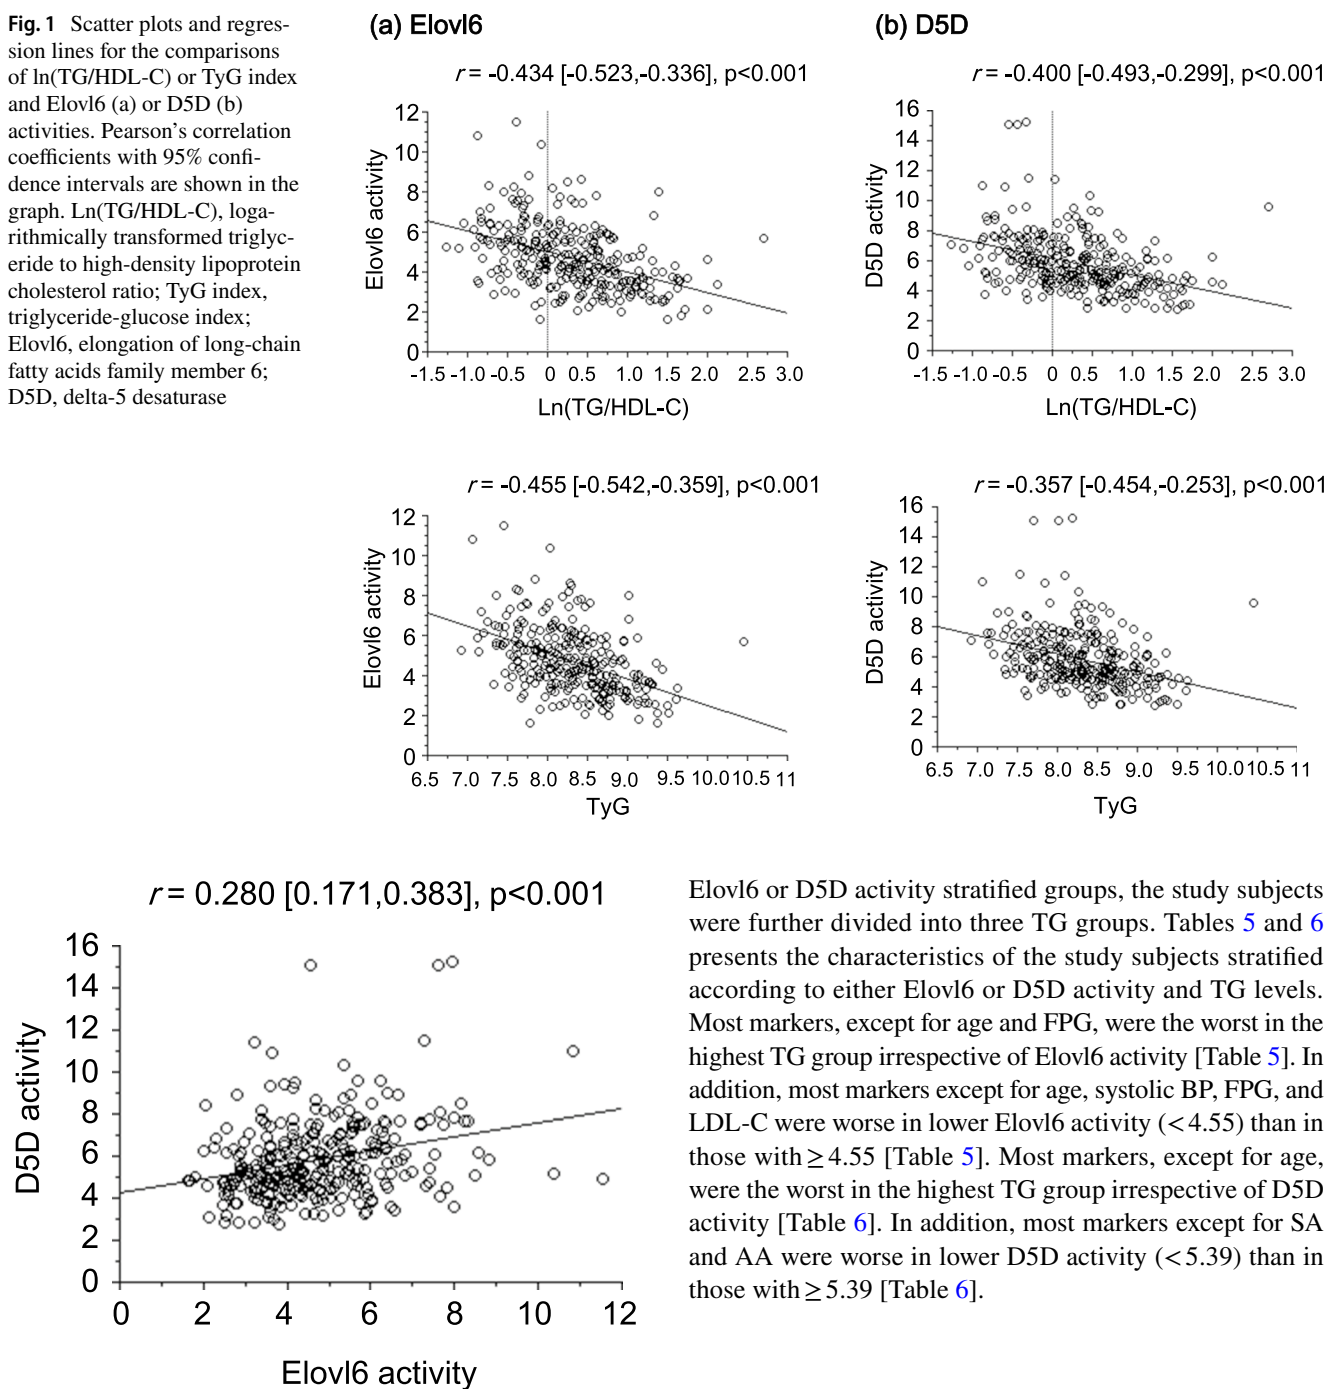 Fig. 1 Scatter plots and regres-
sion lines for the comparisons
of ln(TG/HDL-C) or TyG index
and Elovl6 (a) or D5D (b)
activities. Pearson's correlation
coefficients with 95% confi-
dence intervals are shown in the
graph. Ln(TG/HDL-C), loga-
rithmically transformed triglyc-
eride to high-density lipoprotein
cholesterol ratio; TyG index,
triglyceride-glucose index;
Elovl6, elongation of long-chain
fatty acids family member 6;
D5D, delta-5 desaturase
(a) Elovl6
r = -0.434 [-0.523,-0.336], p<0.001
Elovl6 activity
12
10
8
6
4
2
0
-1.5 -1.0 -0.5 0 0.5 1.0 1.5 2.0 2.5 3.0
Ln(TG/HDL-C)
(b) D5D
r = -0.400 [-0.493,-0.299], p<0.001
D5D activity
16
14
12
10
8
6
4
2
0
-1.5 -1.0 -0.5 0 0.5 1.0 1.5 2.0 2.5 3.0
Ln(TG/HDL-C)
r = -0.455 [-0.542,-0.359], p<0.001
Elovl6 activity
12
10
8
6
4
2
0
6.5 7.0 7.5 8.0 8.5 9.0 9.5 10.0 10.5 11
TyG
r = -0.357 [-0.454,-0.253], p<0.001
D5D activity
16
14
12
10
8
6
4
2
0
6.5 7.0 7.5 8.0 8.5 9.0 9.5 10.0 10.5 11
TyG
r = 0.280 [0.171,0.383], p<0.001
D5D activity
16
14
12
10
8
6
4
2
0
0 2 4 6 8 10 12
Elovl6 activity
Elovl6 or D5D activity stratified groups, the study subjects
were further divided into three TG groups. Tables 5 and 6
presents the characteristics of the study subjects stratified
according to either Elovl6 or D5D activity and TG levels.
Most markers, except for age and FPG, were the worst in the
highest TG group irrespective of Elovl6 activity [Table 5]. In
addition, most markers except for age, systolic BP, FPG, and
LDL-C were worse in lower Elovl6 activity (< 4.55) than in
those with ≥ 4.55 [Table 5]. Most markers, except for age,
were the worst in the highest TG group irrespective of D5D
activity [Table 6]. In addition, most markers except for SA
and AA were worse in lower D5D activity (< 5.39) than in
those with ≥ 5.39 [Table 6].